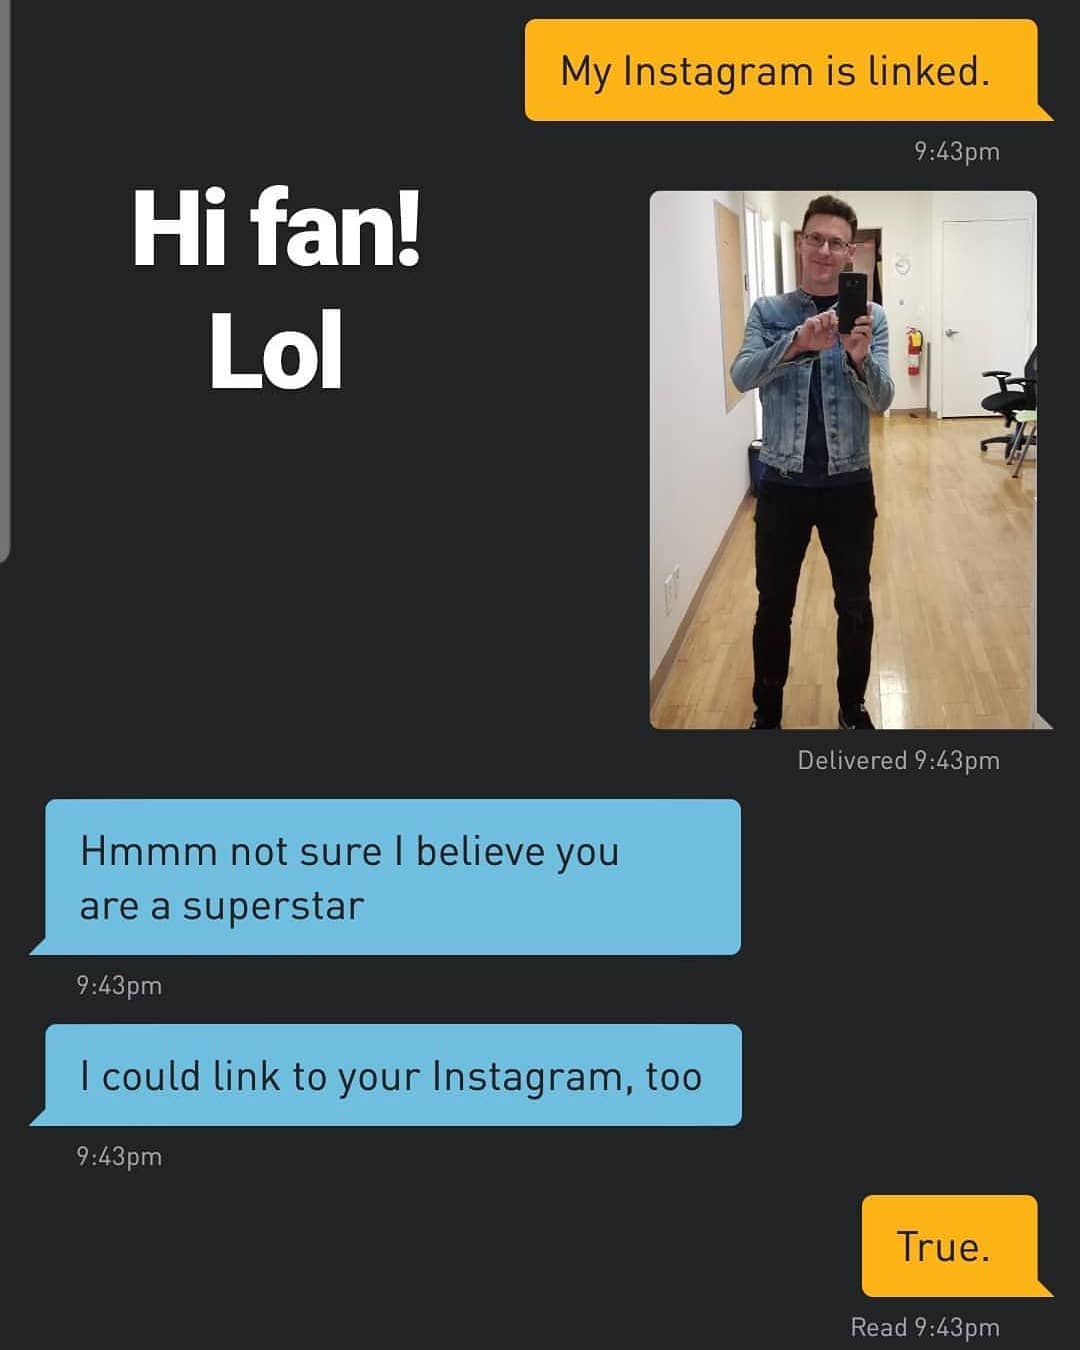 My Instagram is linked.
9:43pm
Hi fan!
Lol
Delivered 9:43pm
Hmmm not sure I believe you
are a superstar
9:43pm
I could link to your Instagram, too
9:43pm
True.
Read 9:43pm